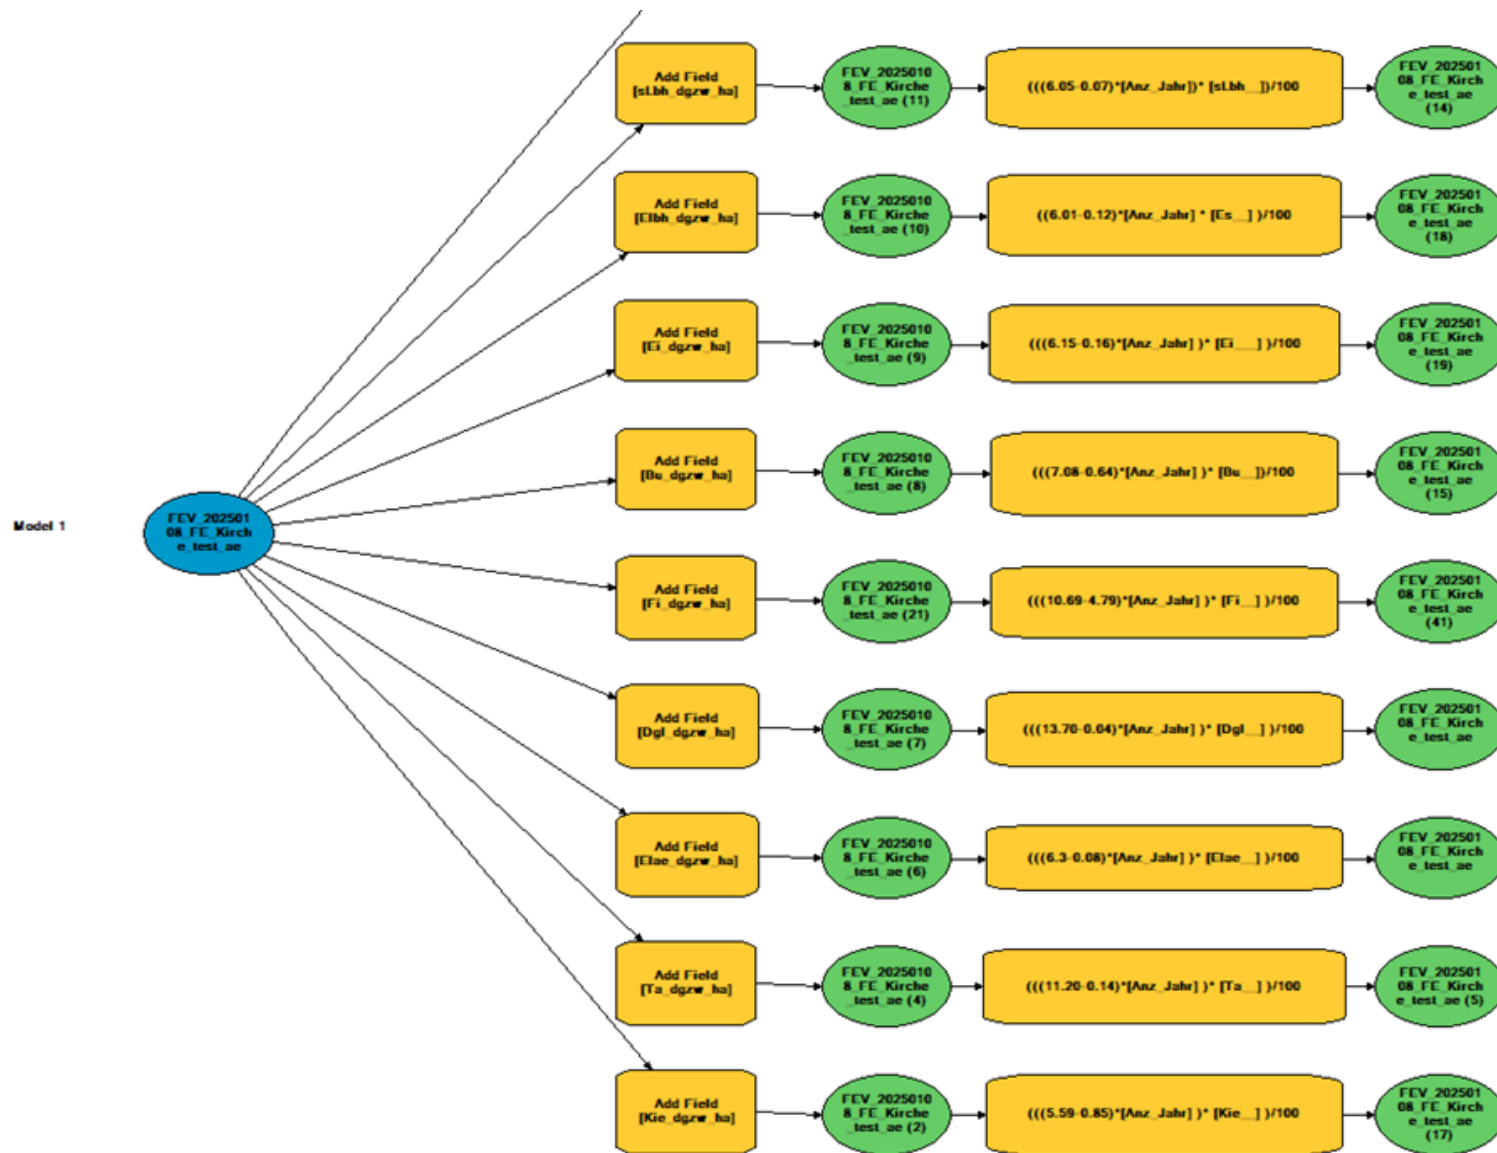 Add Field
[sLbh_dgzw_ha]
FEV_2025010
8_FE_Kirche
_test_ae (11)
(((6.05-0.07)*[Anz_Jahr])* [sLbh__])/100
FEV_202501
08_FE_Kirch
e_test_ae
(14)
Add Field
[Elbh_dgzw_ha]
FEV_2025010
8_FE_Kirche
_test_ae (10)
((6.01-0.12)*[Anz_Jahr] * [Es__] )/100
FEV_202501
08_FE_Kirch
e_test_ae
(18)
Add Field
[Ei_dgzw_ha]
FEV_2025010
8_FE_Kirche
_test_ae (9)
(((6.15-0.16)*[Anz_Jahr] )* [Ei___] )/100
FEV_202501
08_FE_Kirch
e_test_ae
(19)
Add Field
[Bu_dgzw_ha]
FEV_2025010
8_FE_Kirche
_test_ae (8)
(((7.08-0.64)*[Anz_Jahr] )* [Bu__])/100
FEV_202501
08_FE_Kirch
e_test_ae
(15)
Model 1
FEV_202501
08_FE_Kirch
e_test_ae
Add Field
[Fi_dgzw_ha]
FEV_2025010
8_FE_Kirche
_test_ae (21)
(((10.69-4.79)*[Anz_Jahr] )* [Fi__] )/100
FEV_202501
08_FE_Kirch
e_test_ae
(41)
Add Field
[Dgl_dgzw_ha]
FEV_2025010
8_FE_Kirche
_test_ae (7)
(((13.70-0.04)*[Anz_Jahr] )* [Dgl__] )/100
FEV_202501
08_FE_Kirch
e_test_ae
Add Field
[Elae_dgzw_ha]
FEV_2025010
8_FE_Kirche
_test_ae (6)
(((6.3-0.08)*[Anz_Jahr] )* [Elae__] )/100
FEV_202501
08_FE_Kirch
e_test_ae
Add Field
[Ta_dgzw_ha]
FEV_2025010
8_FE_Kirche
_test_ae (4)
(((11.20-0.14)*[Anz_Jahr] )* [Ta__] )/100
FEV_202501
08_FE_Kirch
e_test_ae (5)
Add Field
[Kie_dgzw_ha]
FEV_2025010
8_FE_Kirche
_test_ae (2)
(((5.59-0.85)*[Anz_Jahr] )* [Kie__] )/100
FEV_202501
08_FE_Kirch
e_test_ae
(17)